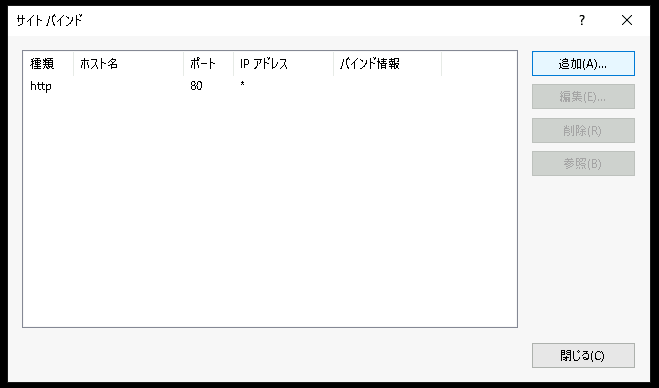 サイト バインド
?
種類 ホスト名 ポート IP アドレス バインド情報
http 80 *
追加(A)...
編集(E)...
削除(R)
参照(B)
閉じる(C)